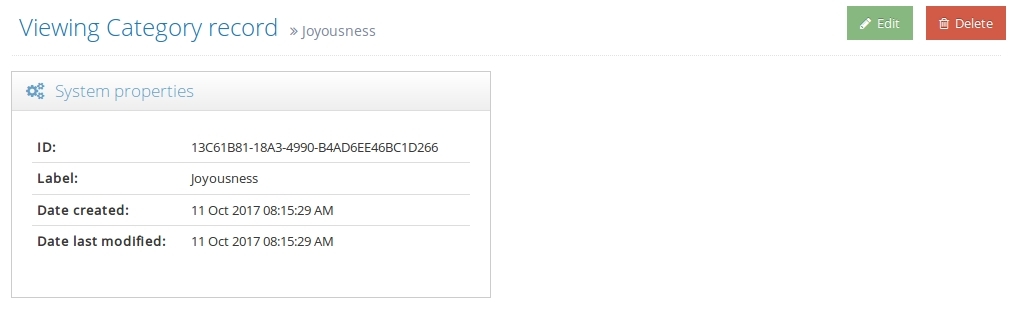 Viewing Category record » Joyousness
Edit
Delete
System properties
ID: 13C61B81-18A3-4990-B4AD6EE46BC1D266
Label: Joyousness
Date created: 11 Oct 2017 08:15:29 AM
Date last modified: 11 Oct 2017 08:15:29 AM